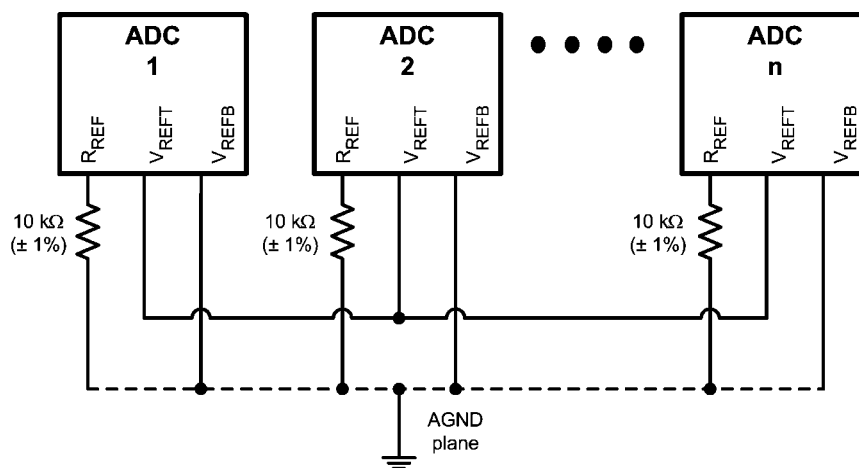 ADC
1
RREF
VREFT
VREFB
ADC
2
RREF
VREFT
VREFB
ADC
n
RREF
VREFT
VREFB
10 kΩ
(± 1%)
10 kΩ
(± 1%)
10 kΩ
(± 1%)
AGND
plane